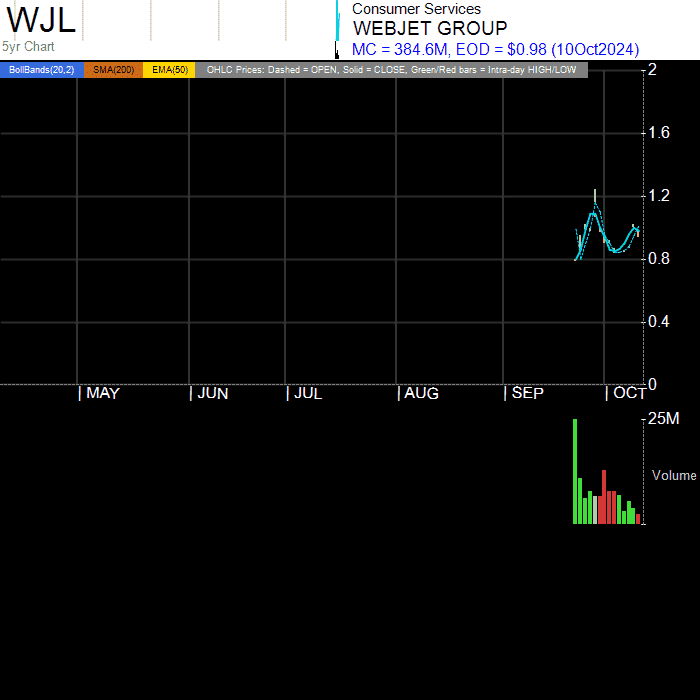 WJL
5yr Chart
Consumer Services
WEBJET GROUP
MC = 384.6M, EOD = $0.98 (10Oct2024)
BollBands(20,2) SMA(200) EMA(50) OHLC Prices: Dashed = OPEN, Solid = CLOSE, Green/Red bars = Intra-day HIGH/LOW
2
1.6
1.2
0.8
0.4
0
| MAY | JUN | JUL | AUG | SEP | OCT
25M
Volume